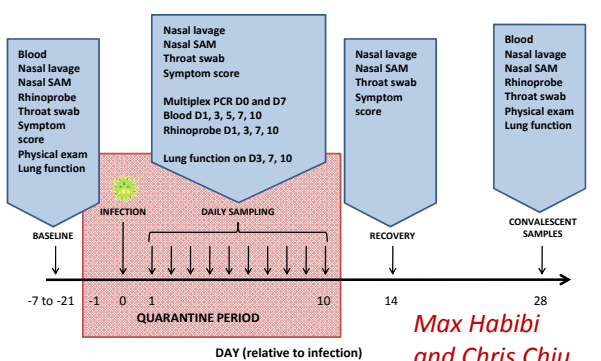 Blood
Nasal lavage
Nasal SAM
Rhinoprobe
Throat swab
Symptom
score
Physical exam
Lung function
Nasal lavage
Nasal SAM
Throat swab
Symptom score
Multiplex PCR D0 and D7
Blood D1, 3, 5, 7, 10
Rhinoprobe D1, 3, 7, 10
Lung function on D3, 7, 10
Nasal lavage
Nasal SAM
Throat swab
Symptom
score
Blood
Nasal lavage
Nasal SAM
Rhinoprobe
Throat swab
Physical exam
Lung function
BASELINE
INFECTION
DAILY SAMPLING
RECOVERY
CONVALESCENT
SAMPLES
-7 to -21
-1
0
1
10
14
28
QUARANTINE PERIOD
DAY (relative to infection)
Max Habibi
and Chris Chiu